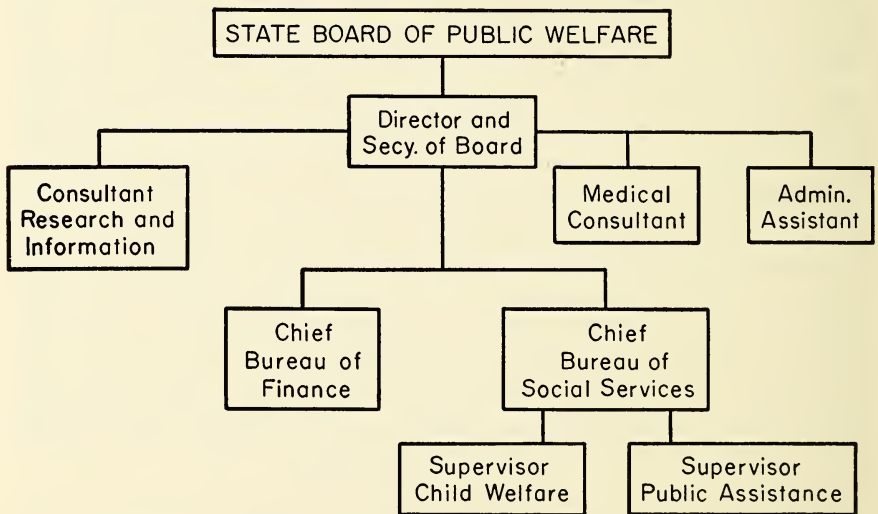 STATE BOARD OF PUBLIC WELFARE
Director and
Secy. of Board
Consultant
Research and
Information
Medical
Consultant
Admin.
Assistant
Chief
Bureau of
Finance
Chief
Bureau of
Social Services
Supervisor
Child Welfare
Supervisor
Public Assistance